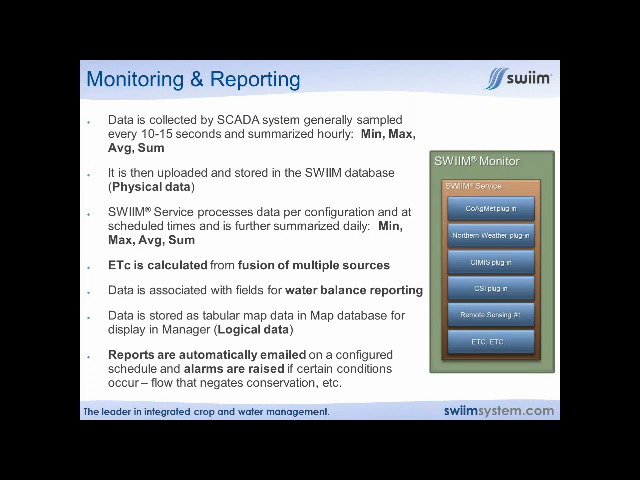 Monitoring & Reporting
swiim
Data is collected by SCADA system generally sampled
every 10-15 seconds and summarized hourly: Min, Max,
Avg, Sum
It is then uploaded and stored in the SWIIM database
(Physical data)
SWIIM® Service processes data per configuration and at
scheduled times and is further summarized daily: Min,
Max, Avg, Sum
ETc is calculated from fusion of multiple sources
Data is associated with fields for water balance reporting
Data is stored as tabular map data in Map database for
display in Manager (Logical data)
Reports are automatically emailed on a configured
schedule and alarms are raised if certain conditions
occur – flow that negates conservation, etc.
SWIIM® Monitor
SWIIM® Service
CoAgMet plug-in
Northern Weather plug-in
CIMIS plug-in
CSI plug-in
Remote Sensing #1
ETC, ETC...
The leader in integrated crop and water management.
swiimsystem.com